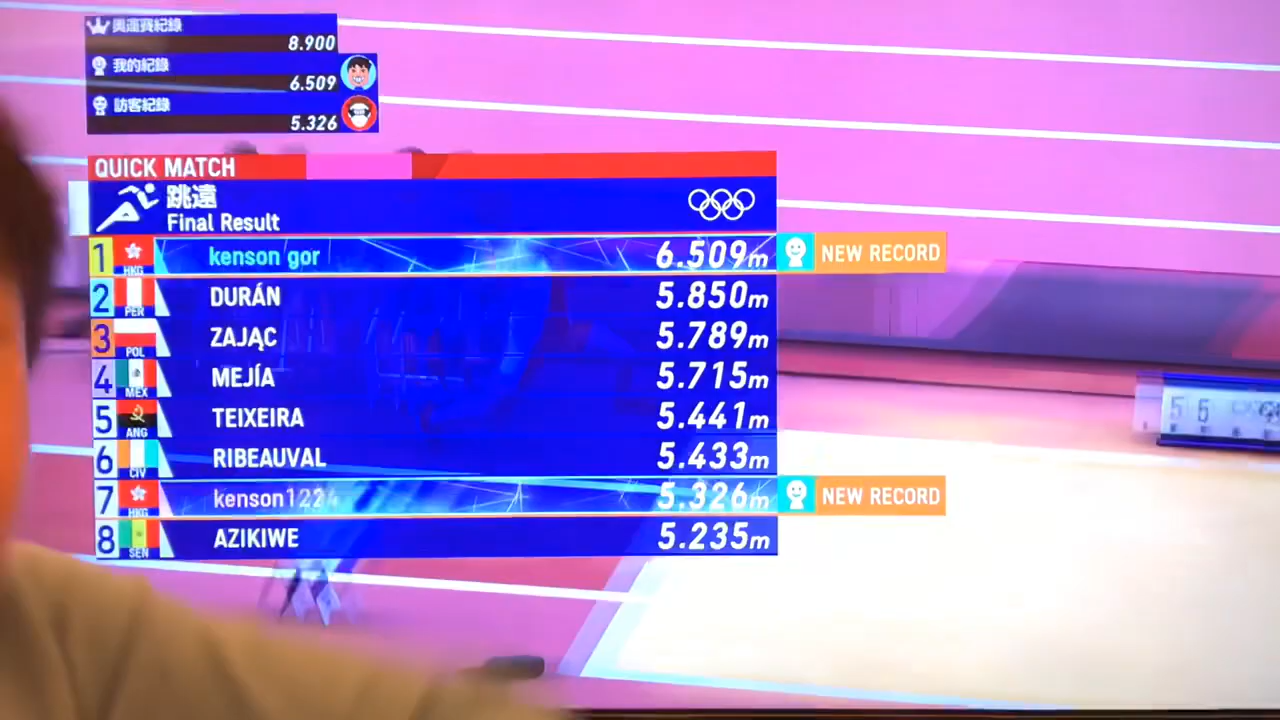 奧運賽紀錄
8.900
我的紀錄
6.509
訪客紀錄
5.326
QUICK MATCH
跳遠
Final Result
1 HKG kenson gor 6.509m NEW RECORD
2 PER DURÁN 5.850m
3 POL ZAJĄC 5.789m
4 MEX MEJÍA 5.715m
5 ANG TEIXEIRA 5.441m
6 CIV RIBEAUVAL 5.433m
7 HKG kenson1224 5.326m NEW RECORD
8 SEN AZIKIWE 5.235m
5 6